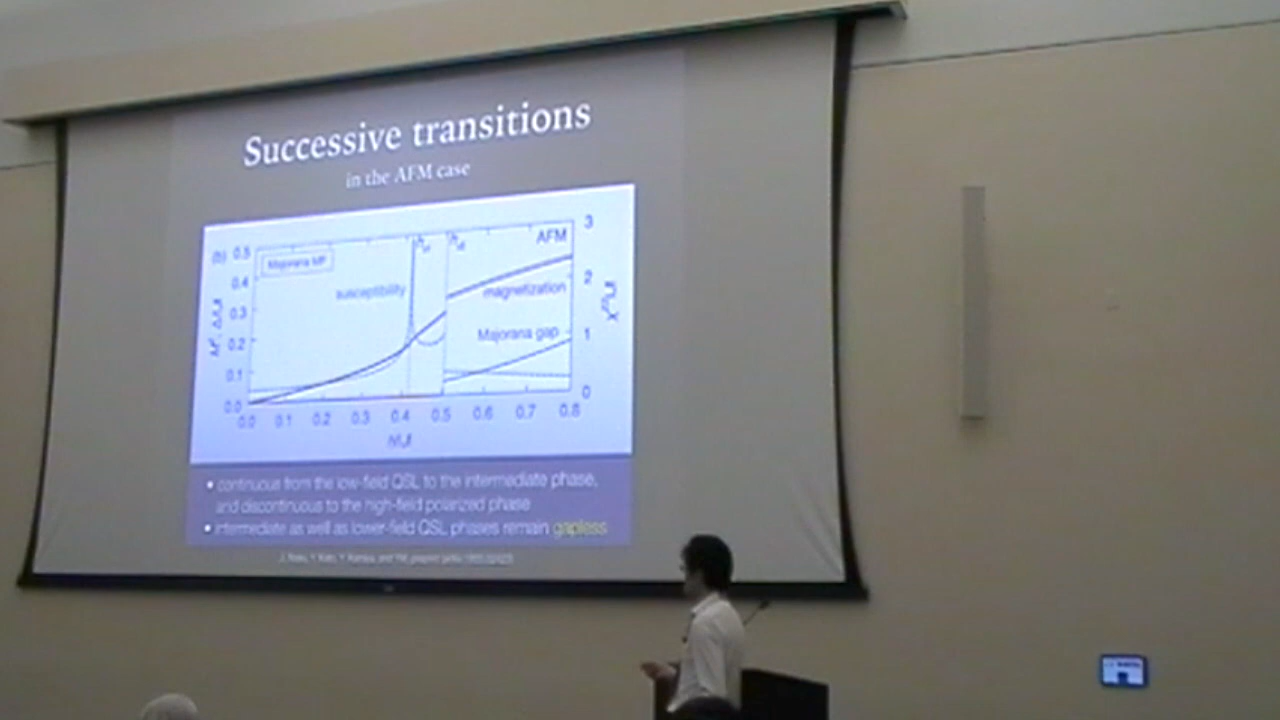 Successive transitions
in the AFM case
(b)
Majorana MF
susceptibility
AFM
magnetization
Majorana gap
0.5
0.4
0.3
0.2
0.1
0.0
3
2
1
0
0.0 0.1 0.2 0.3 0.4 0.5 0.6 0.7 0.8
• continuous from the low-field QSL to the intermediate phase,
and discontinuous to the high-field polarized phase
• intermediate as well as lower-field QSL phases remain gapless